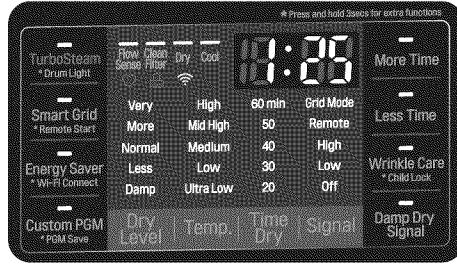 * Press and hold 3secs for extra functions
TurboSteam
* Drum Light
Flow Sense
Clean Filter
Dry
Cool
1:25
More Time
Smart Grid
* Remote Start
Less Time
Energy Saver
* Wi-Fi Connect
Wrinkle Care
* Child Lock
Custom PGM
* PGM Save
Damp Dry
Signal
Very High 60 min Grid Mode
More Mid High 50 Remote
Normal Medium 40 High
Less Low 30 Low
Damp Ultra Low 20 Off
Dry Level
Temp.
Time Dry
Signal